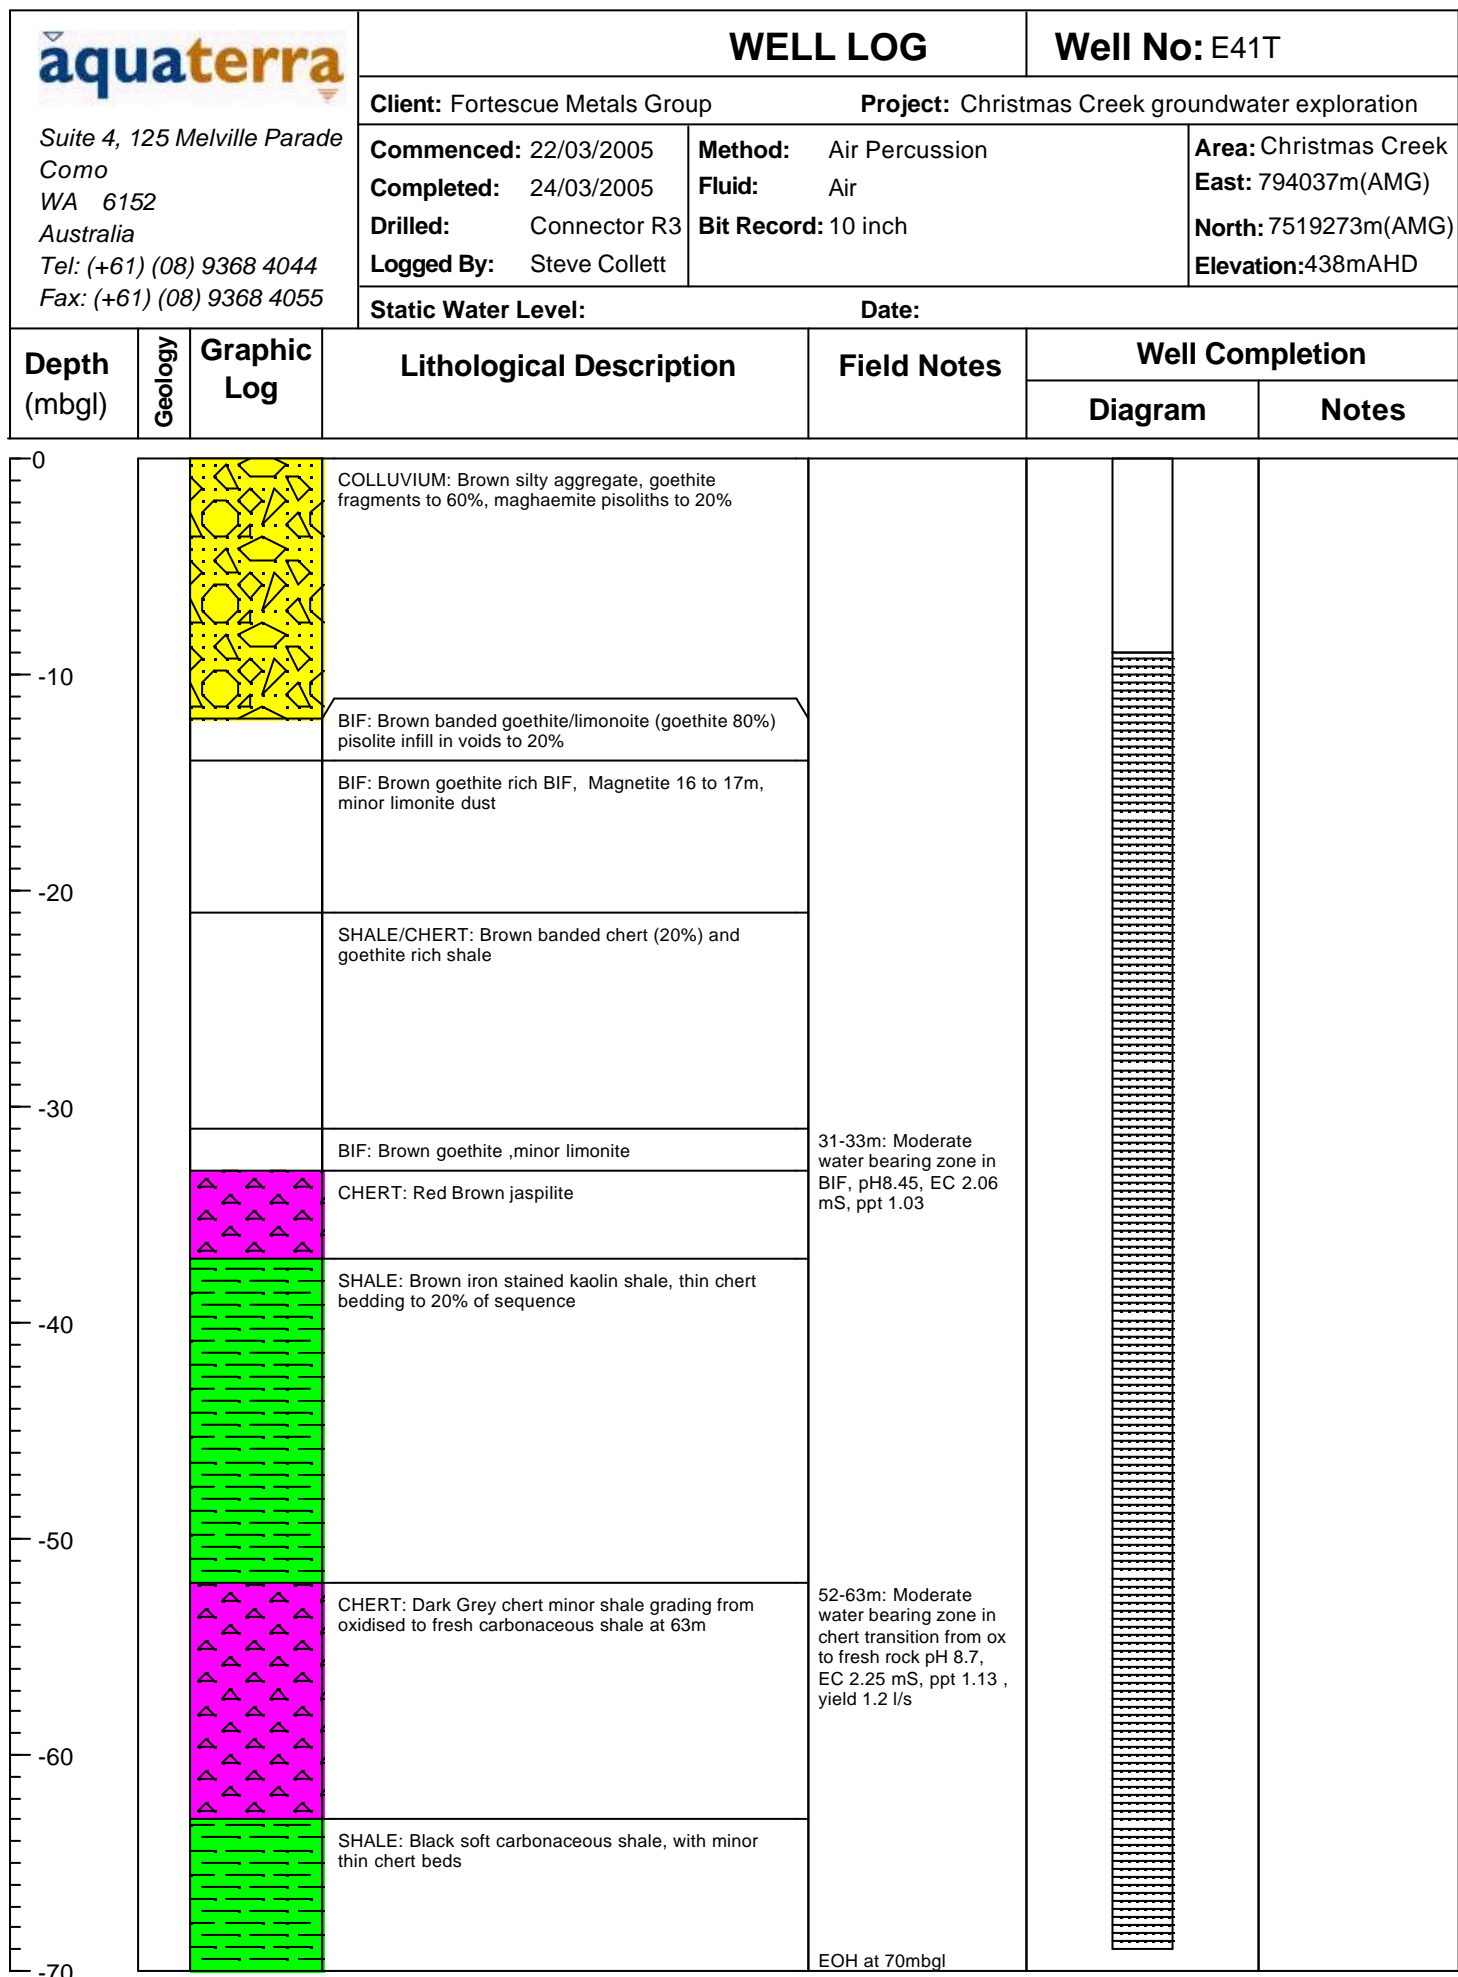 aquaterra
Suite 4, 125 Melville Parade
Como
WA 6152
Australia
Tel: (+61) (08) 9368 4044
Fax: (+61) (08) 9368 4055
WELL LOG
Well No: E41T
Client: Fortescue Metals Group
Project: Christmas Creek groundwater exploration
Commenced: 22/03/2005
Completed: 24/03/2005
Drilled: Connector R3
Logged By: Steve Collett
Method: Air Percussion
Fluid: Air
Bit Record: 10 inch
Area: Christmas Creek
East: 794037m(AMG)
North: 7519273m(AMG)
Elevation: 438mAHD
Static Water Level:
Date:
Depth
(mbgl)
Geology
Graphic
Log
Lithological Description
Field Notes
Well Completion
Diagram
Notes
0
COLLUVIUM: Brown silty aggregate, goethite
fragments to 60%, maghaemite pisoliths to 20%
-10
BIF: Brown banded goethite/limonoite (goethite 80%)
pisolite infill in voids to 20%
BIF: Brown goethite rich BIF, Magnetite 16 to 17m,
minor limonite dust
-20
SHALE/CHERT: Brown banded chert (20%) and
goethite rich shale
-30
BIF: Brown goethite ,minor limonite
31-33m: Moderate
water bearing zone in
BIF, pH8.45, EC 2.06
mS, ppt 1.03
CHERT: Red Brown jaspilite
SHALE: Brown iron stained kaolin shale, thin chert
bedding to 20% of sequence
-40
-50
CHERT: Dark Grey chert minor shale grading from
oxidised to fresh carbonaceous shale at 63m
52-63m: Moderate
water bearing zone in
chert transition from ox
to fresh rock pH 8.7,
EC 2.25 mS, ppt 1.13 ,
yield 1.2 l/s
-60
SHALE: Black soft carbonaceous shale, with minor
thin chert beds
EOH at 70mbgl
-70